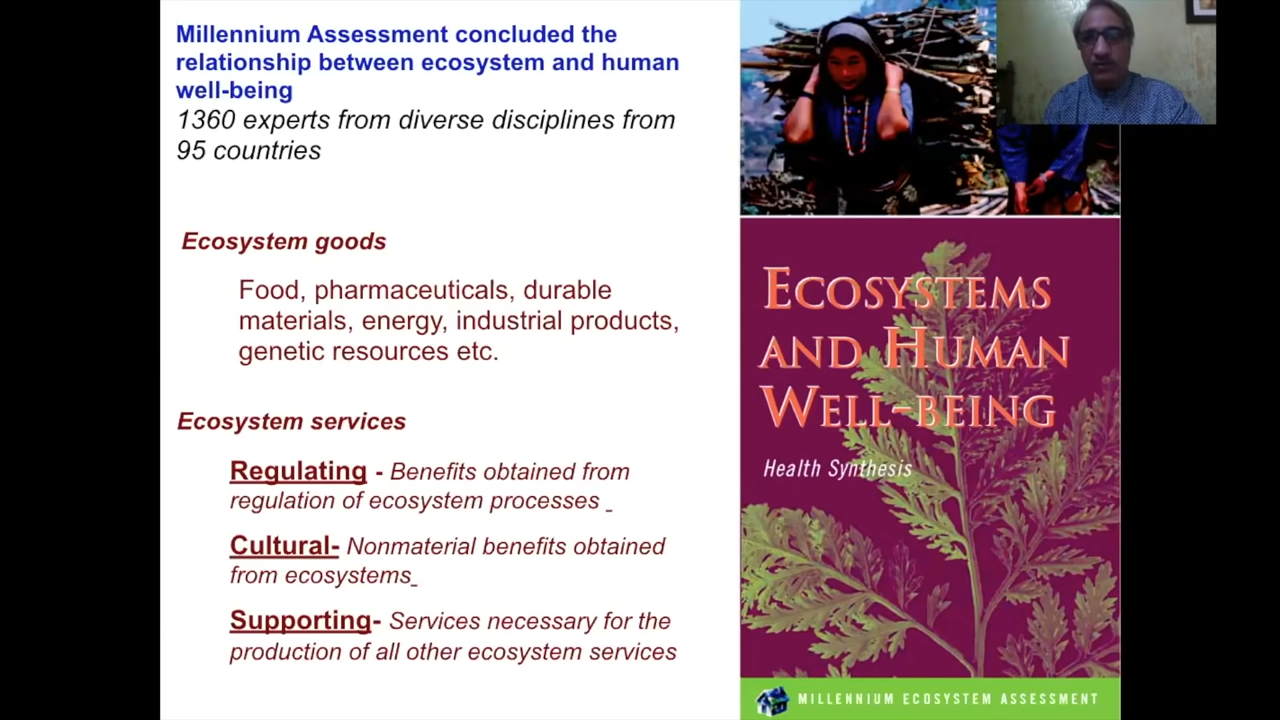 Millennium Assessment concluded the
relationship between ecosystem and human
well-being
1360 experts from diverse disciplines from
95 countries
Ecosystem goods
Food, pharmaceuticals, durable
materials, energy, industrial products,
genetic resources etc.
Ecosystem services
Regulating - Benefits obtained from
regulation of ecosystem processes
Cultural- Nonmaterial benefits obtained
from ecosystems
Supporting- Services necessary for the
production of all other ecosystem services
ECOSYSTEMS
AND HUMAN
WELL-BEING
Health Synthesis
MILLENNIUM ECOSYSTEM ASSESSMENT